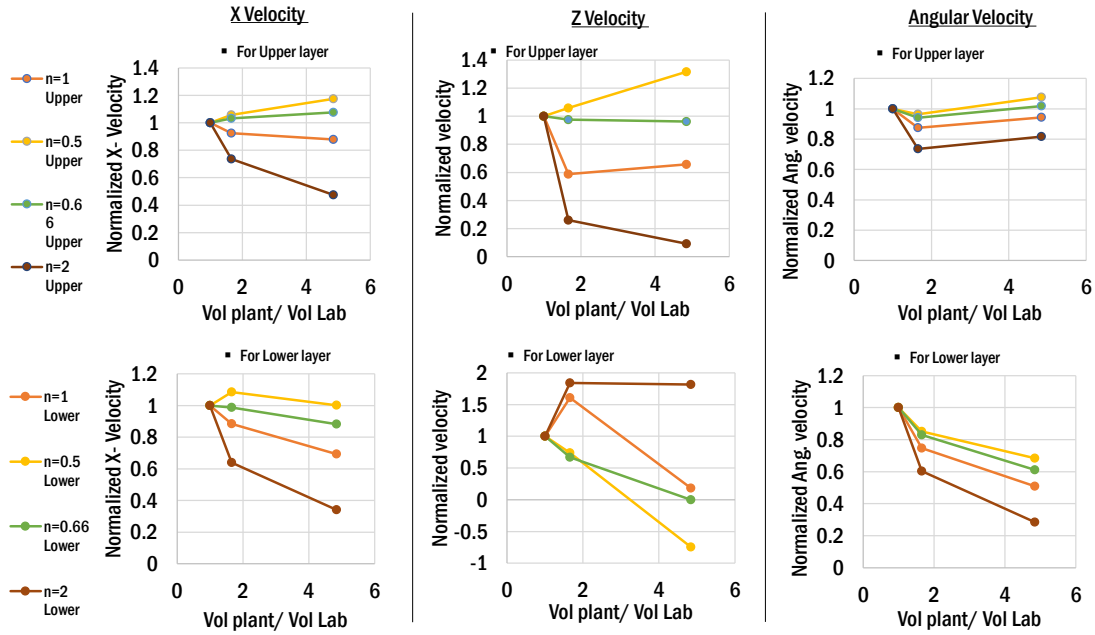 X Velocity
Z Velocity
Angular Velocity
▪ For Upper layer
n=1
Upper
n=0.5
Upper
n=0.6
6
Upper
n=2
Upper
Normalized X- Velocity
1.4
1.2
1
0.8
0.6
0.4
0.2
0
0
2
4
6
Vol plant/ Vol Lab
▪ For Upper layer
Normalized velocity
1.4
1.2
1
0.8
0.6
0.4
0.2
0
0
2
4
6
Vol plant/ Vol Lab
▪ For Upper layer
Normalized Ang. velocity
1.2
1
0.8
0.6
0.4
0.2
0
0
2
4
6
Vol plant/ Vol Lab
▪ For Lower layer
n=1
Lower
n=0.5
Lower
n=0.66
Lower
n=2
Lower
Normalized X- Velocity
1.2
1
0.8
0.6
0.4
0.2
0
0
2
4
6
Vol plant/ Vol Lab
▪ For Lower layer
Normalized velocity
2
1.5
1
0.5
0
-0.5
-1
0
2
4
6
Vol plant/ Vol Lab
▪ For Lower layer
Normalized Ang. velocity
1.2
1
0.8
0.6
0.4
0.2
0
0
2
4
6
Vol plant/ Vol Lab